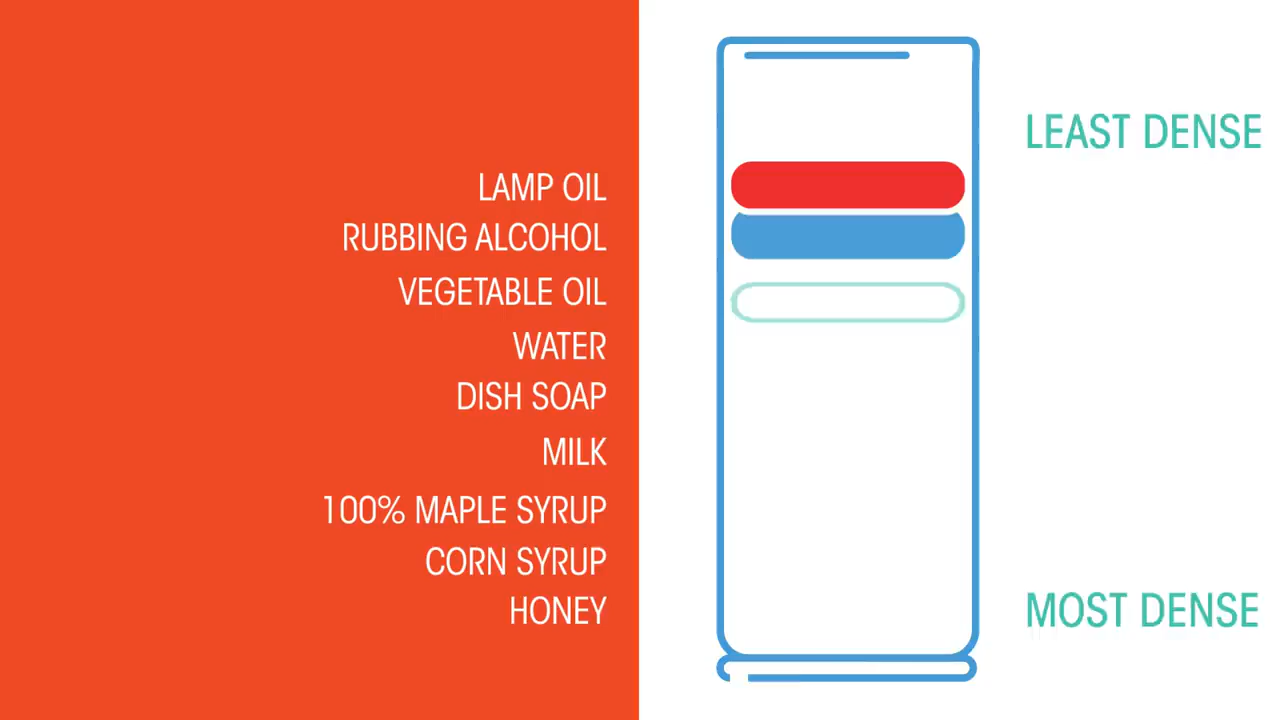 LEAST DENSE
LAMP OIL
RUBBING ALCOHOL
VEGETABLE OIL
WATER
DISH SOAP
MILK
100% MAPLE SYRUP
CORN SYRUP
HONEY
MOST DENSE